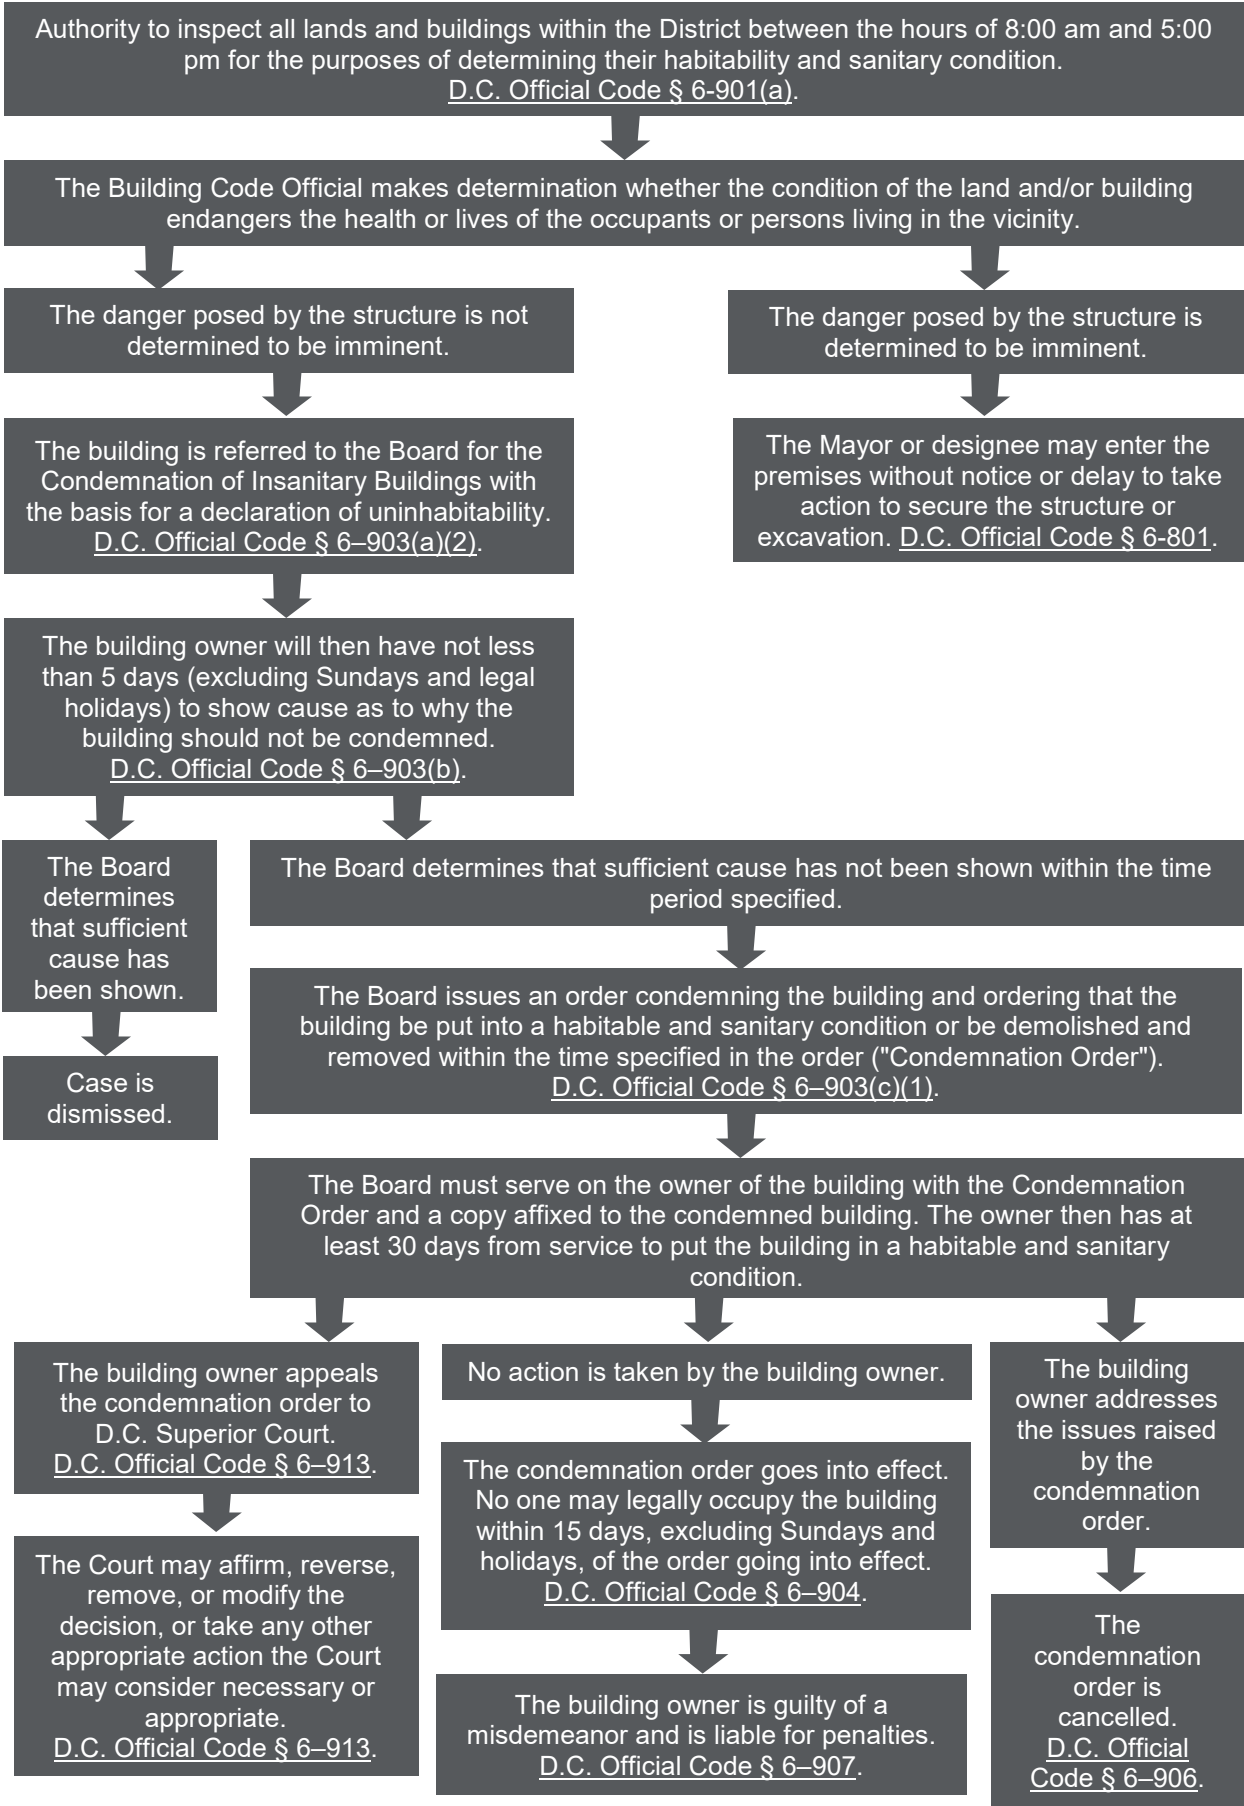 Authority to inspect all lands and buildings within the District between the hours of 8:00 am and 5:00
pm for the purposes of determining their habitability and sanitary condition.
D.C. Official Code § 6-901(a).
The Building Code Official makes determination whether the condition of the land and/or building
endangers the health or lives of the occupants or persons living in the vicinity.
The danger posed by the structure is not
determined to be imminent.
The danger posed by the structure is
determined to be imminent.
The building is referred to the Board for the
Condemnation of Insanitary Buildings with
the basis for a declaration of uninhabitability.
D.C. Official Code § 6–903(a)(2).
The Mayor or designee may enter the
premises without notice or delay to take
action to secure the structure or
excavation. D.C. Official Code § 6-801.
The building owner will then have not less
than 5 days (excluding Sundays and legal
holidays) to show cause as to why the
building should not be condemned.
D.C. Official Code § 6–903(b).
The Board
determines
that sufficient
cause has
been shown.
Case is
dismissed.
The Board determines that sufficient cause has not been shown within the time
period specified.
The Board issues an order condemning the building and ordering that the
building be put into a habitable and sanitary condition or be demolished and
removed within the time specified in the order ("Condemnation Order").
D.C. Official Code § 6–903(c)(1).
The Board must serve on the owner of the building with the Condemnation
Order and a copy affixed to the condemned building. The owner then has at
least 30 days from service to put the building in a habitable and sanitary
condition.
The building owner appeals
the condemnation order to
D.C. Superior Court.
D.C. Official Code § 6–913.
The Court may affirm, reverse,
remove, or modify the
decision, or take any other
appropriate action the Court
may consider necessary or
appropriate.
D.C. Official Code § 6–913.
No action is taken by the building owner.
The condemnation order goes into effect.
No one may legally occupy the building
within 15 days, excluding Sundays and
holidays, of the order going into effect.
D.C. Official Code § 6–904.
The building owner is guilty of a
misdemeanor and is liable for penalties.
D.C. Official Code § 6–907.
The building
owner addresses
the issues raised
by the
condemnation
order.
The
condemnation
order is
cancelled.
D.C. Official
Code § 6–906.